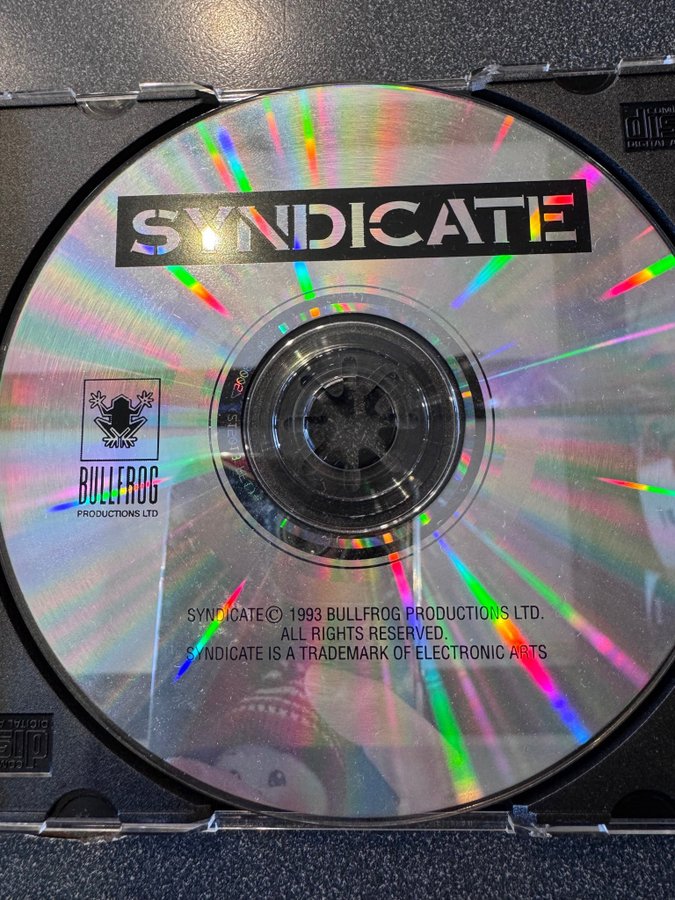 SYNDICATE
BULLFROG
PRODUCTIONS LTD
SYNDICATE© 1993 BULLFROG PRODUCTIONS LTD.
ALL RIGHTS RESERVED.
SYNDICATE IS A TRADEMARK OF ELECTRONIC ARTS